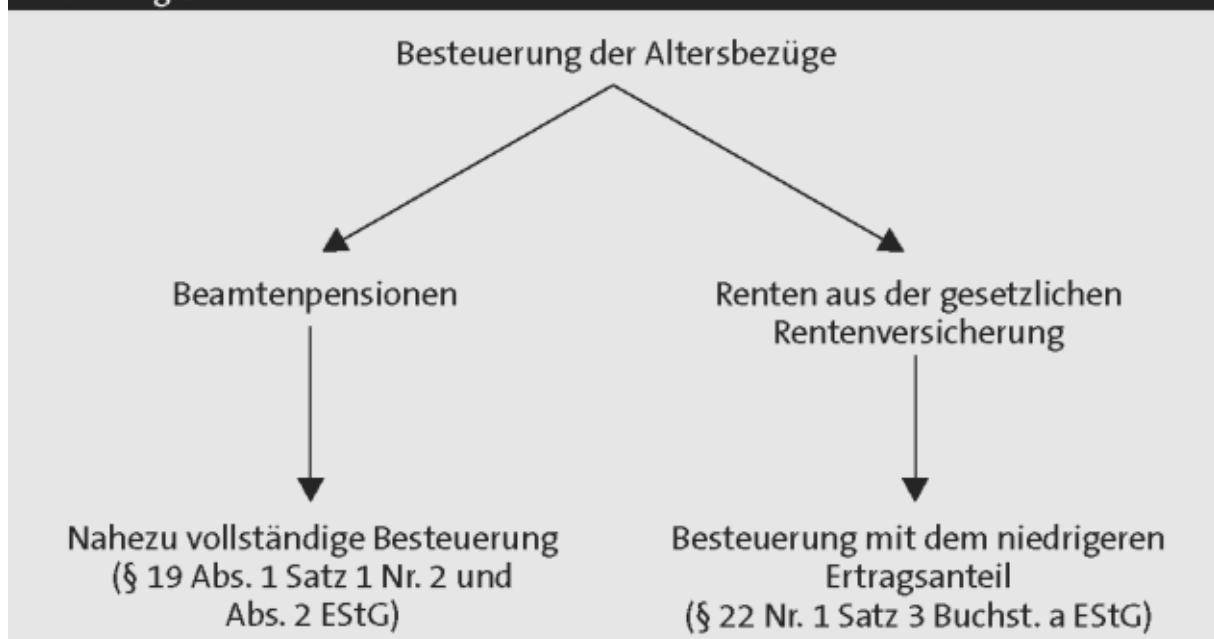 Besteuerung der Altersbezüge
Beamtenpensionen
Renten aus der gesetzlichen
Rentenversicherung
Nahezu vollständige Besteuerung
(§ 19 Abs. 1 Satz 1 Nr. 2 und
Abs. 2 EStG)
Besteuerung mit dem niedrigeren
Ertragsanteil
(§ 22 Nr. 1 Satz 3 Buchst. a EStG)